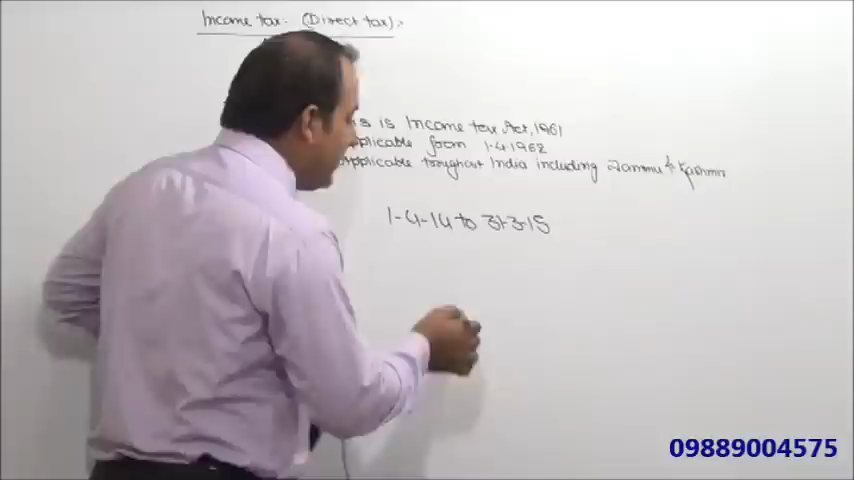 Income tax- (Direct tax):-
is Income tax Act, 1961
applicable from 1-4-1962
applicable toughout India including Jammu & Kashmir
1-4-14 to 31-3-15
09889004575